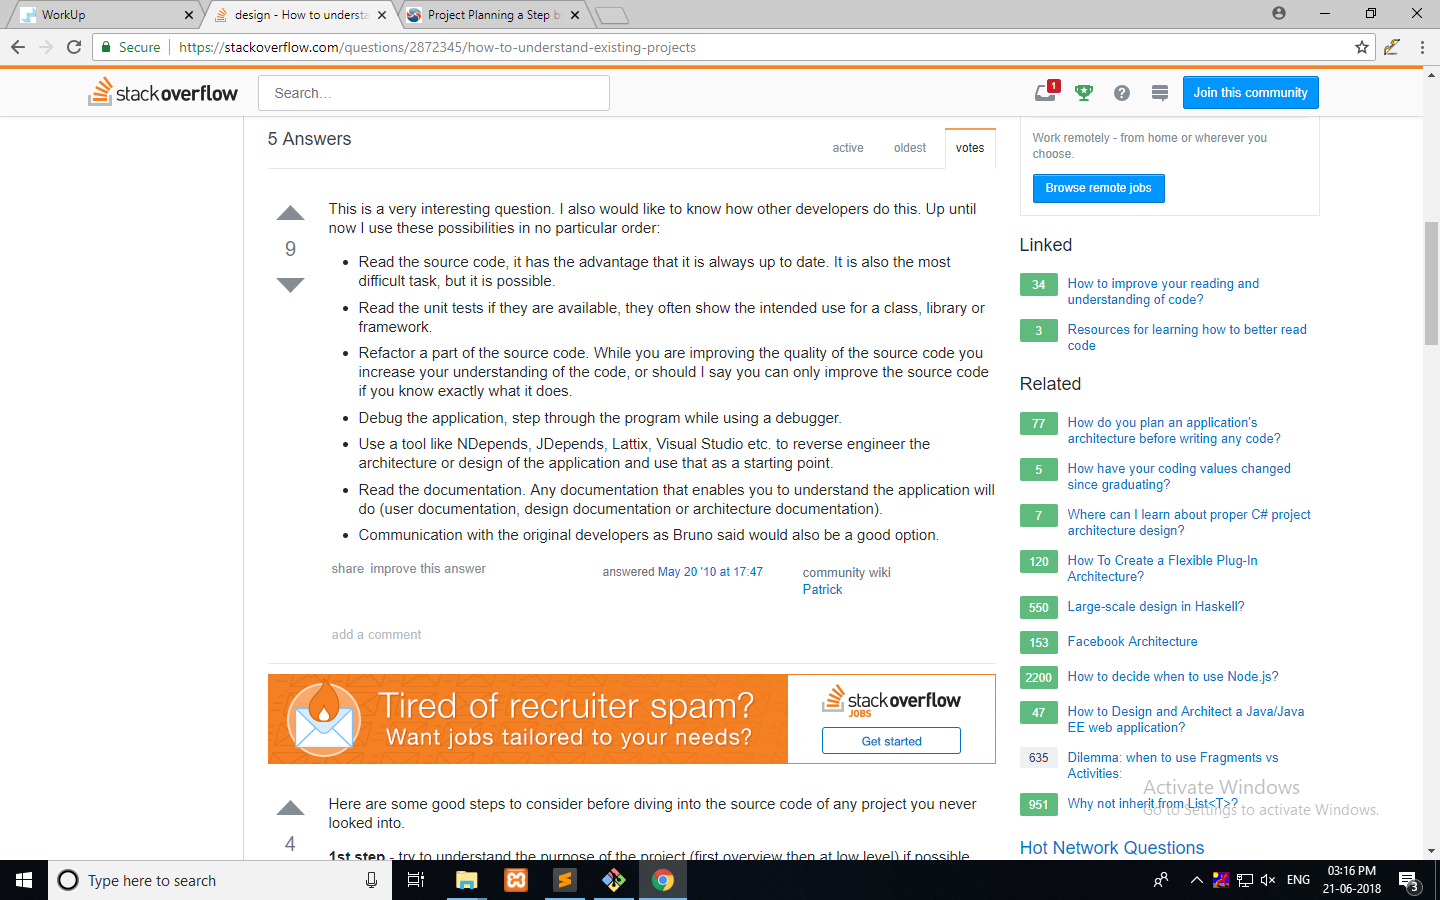 WorkUp
design - How to understa
Project Planning a Step b
Secure
https://stackoverflow.com/questions/2872345/how-to-understand-existing-projects
stackoverflow
Search...
1
Join this community
5 Answers
active
oldest
votes
9
This is a very interesting question. I also would like to know how other developers do this. Up until
now I use these possibilities in no particular order:
Read the source code, it has the advantage that it is always up to date. It is also the most
difficult task, but it is possible.
Read the unit tests if they are available, they often show the intended use for a class, library or
framework.
Refactor a part of the source code. While you are improving the quality of the source code you
increase your understanding of the code, or should I say you can only improve the source code
if you know exactly what it does.
Debug the application, step through the program while using a debugger.
Use a tool like NDepends, JDepends, Lattix, Visual Studio etc. to reverse engineer the
architecture or design of the application and use that as a starting point.
Read the documentation. Any documentation that enables you to understand the application will
do (user documentation, design documentation or architecture documentation).
Communication with the original developers as Bruno said would also be a good option.
share improve this answer
answered May 20 '10 at 17:47
community wiki
Patrick
add a comment
Tired of recruiter spam?
Want jobs tailored to your needs?
stackoverflow
JOBS
Get started
4
Here are some good steps to consider before diving into the source code of any project you never
looked into.
1st step - try to understand the purpose of the project (first overview then at low level) if possible
Work remotely - from home or wherever you
choose.
Browse remote jobs
Linked
34 How to improve your reading and
understanding of code?
3 Resources for learning how to better read
code
Related
77 How do you plan an application's
architecture before writing any code?
5 How have your coding values changed
since graduating?
7 Where can I learn about proper C# project
architecture design?
120 How To Create a Flexible Plug-In
Architecture?
550 Large-scale design in Haskell?
153 Facebook Architecture
2200 How to decide when to use Node.js?
47 How to Design and Architect a Java/Java
EE web application?
635 Dilemma: when to use Fragments vs
Activities:
951 Why not inherit from List<T>?
Activate Windows
Go to Settings to activate Windows.
Hot Network Questions
Type here to search
ENG
03:16 PM
21-06-2018
3